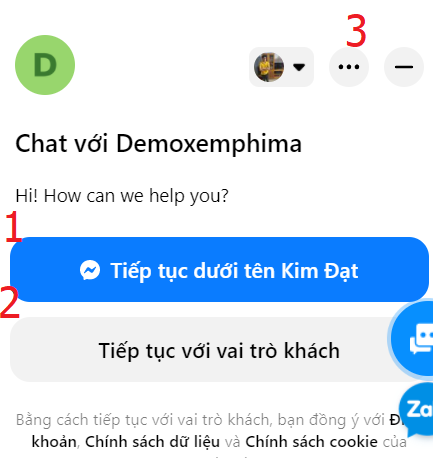 3
D
Chat với Demoxemphima
Hi! How can we help you?
1
Tiếp tục dưới tên Kim Đạt
2
Tiếp tục với vai trò khách
Za
Bằng cách tiếp tục với vai trò khách, bạn đồng ý với
khoản, Chính sách dữ liệu và Chính sách cookie của